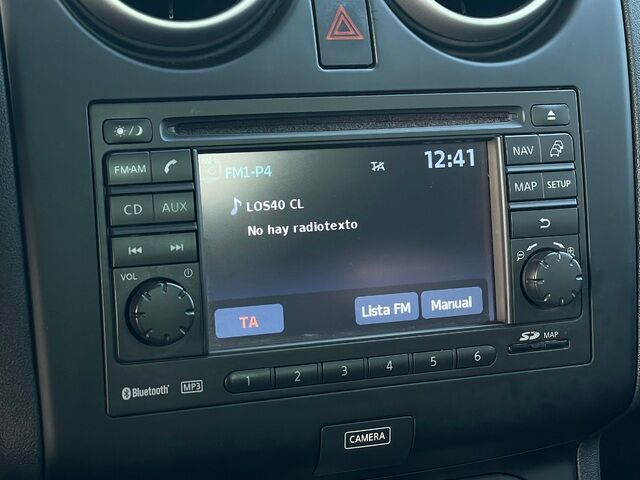 FM1-P4 TA 12:41
LOS40 CL
No hay radiotexto
TA Lista FM Manual
FM·AM
CD AUX
VOL
NAV
MAP SETUP
SD MAP
Bluetooth MP3
1 2 3 4 5 6
CAMERA